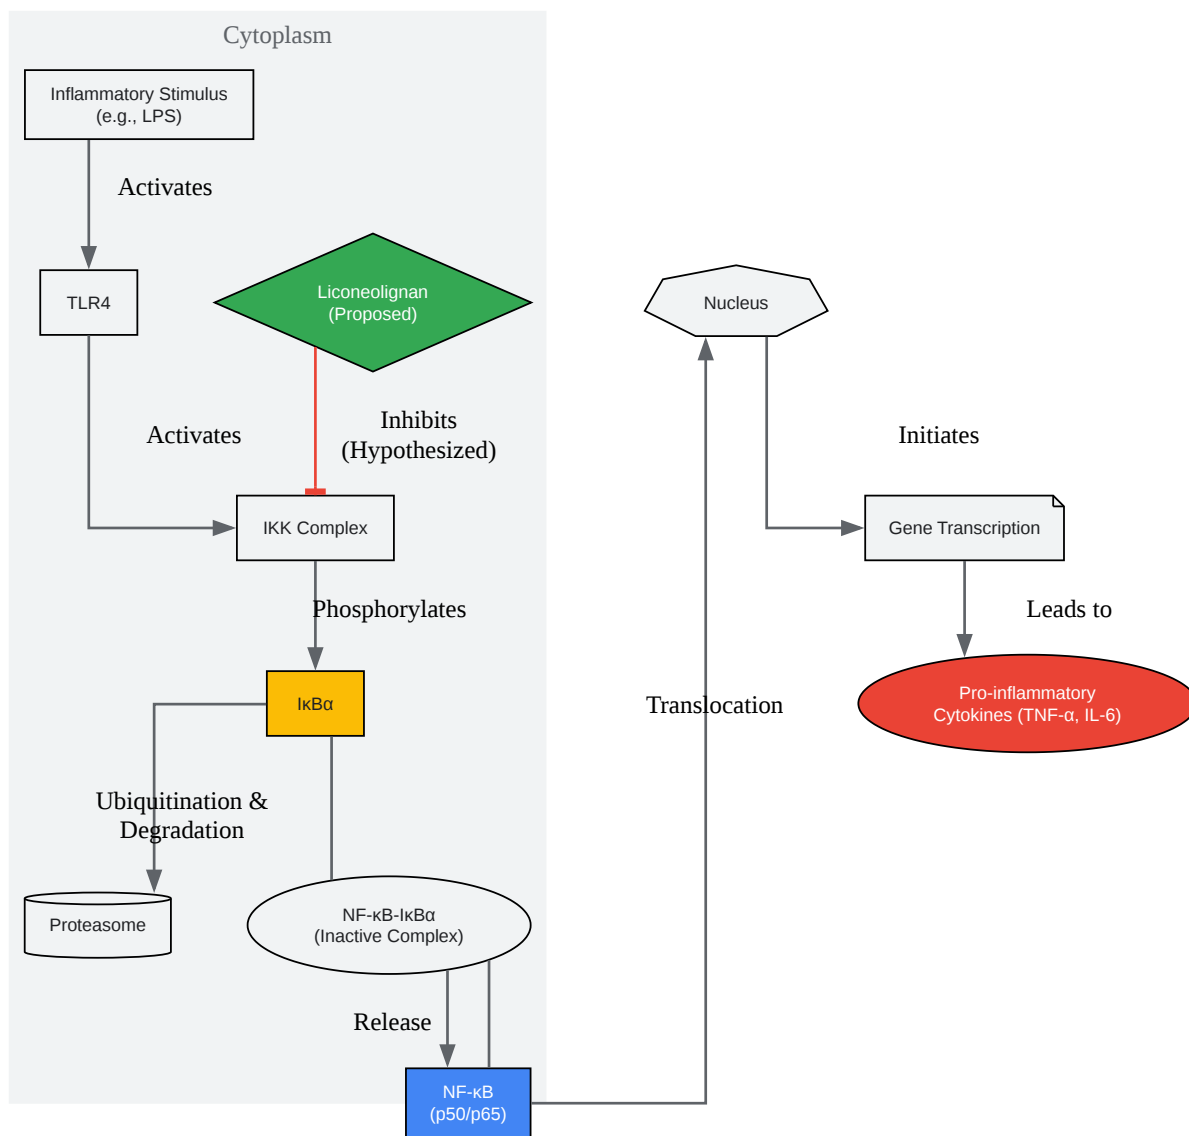 Cytoplasm
Inflammatory Stimulus
(e.g., LPS)
Activates
TLR4
Liconeolignan
(Proposed)
Nucleus
Activates
Inhibits
(Hypothesized)
Initiates
IKK Complex
Gene Transcription
Phosphorylates
Leads to
IκBα
Translocation
Pro-inflammatory
Cytokines (TNF-α, IL-6)
Ubiquitination &
Degradation
Proteasome
NF-κB-IκBα
(Inactive Complex)
Release
NF-κB
(p50/p65)